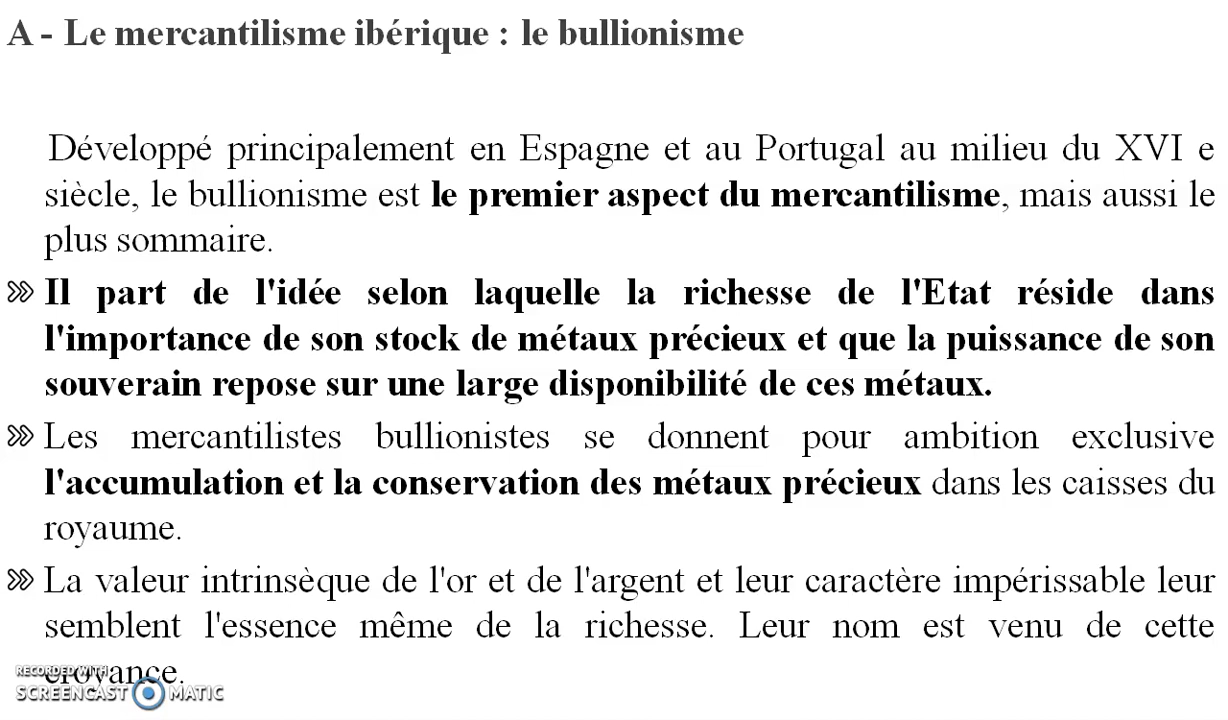 A - Le mercantilisme ibérique : le bullionisme
Développé principalement en Espagne et au Portugal au milieu du XVI e
siècle, le bullionisme est le premier aspect du mercantilisme, mais aussi le
plus sommaire.
Il part de l'idée selon laquelle la richesse de l'Etat réside dans
l'importance de son stock de métaux précieux et que la puissance de son
souverain repose sur une large disponibilité de ces métaux.
Les mercantilistes bullionistes se donnent pour ambition exclusive
l'accumulation et la conservation des métaux précieux dans les caisses du
royaume.
La valeur intrinsèque de l'or et de l'argent et leur caractère impérissable leur
semblent l'essence même de la richesse. Leur nom est venu de cette
croyance.
RECORDED WITH
SCREENCAST MATIC